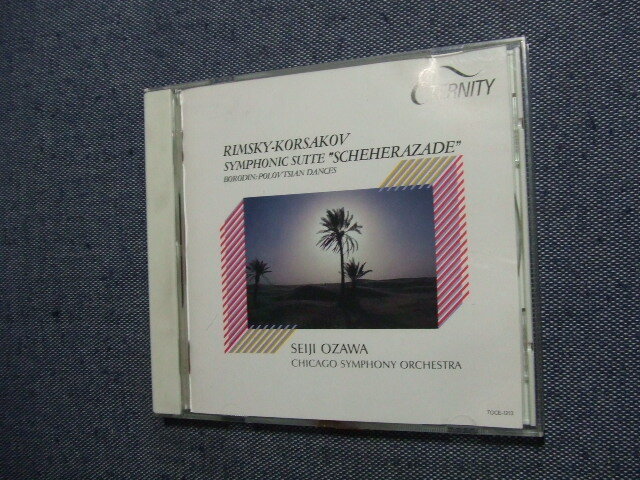 ETERNITY
RIMSKY-KORSAKOV
SYMPHONIC SUITE "SCHEHERAZADE"
BORODIN:POLOVTSIAN DANCES
SEIJI OZAWA
CHICAGO SYMPHONY ORCHESTRA